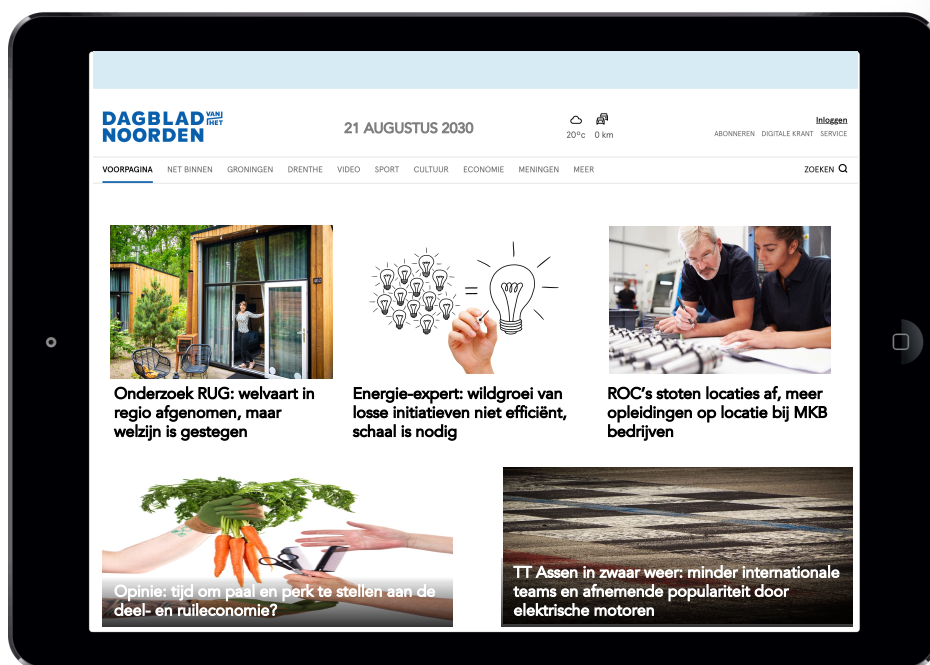 DAGBLAD VAN HET
NOORDEN
21 AUGUSTUS 2030
20°c 0 km
Inloggen
ABONNEREN DIGITALE KRANT SERVICE
VOORPAGINA NET BINNEN GRONINGEN DRENTHE VIDEO SPORT CULTUUR ECONOMIE MENINGEN MEER ZOEKEN
Onderzoek RUG: welvaart in
regio afgenomen, maar
welzijn is gestegen
Energie-expert: wildgroei van
losse initiatieven niet efficiënt,
schaal is nodig
ROC's stoten locaties af, meer
opleidingen op locatie bij MKB
bedrijven
Opinie: tijd om paal en perk te stellen aan de
deel- en ruileconomie?
TT Assen in zwaar weer: minder internationale
teams en afnemende populariteit door
elektrische motoren